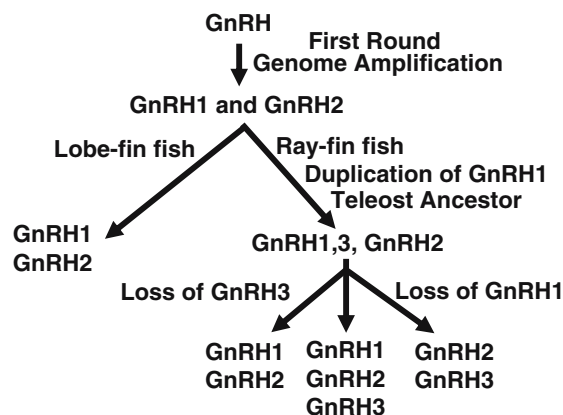 GnRH
First Round
Genome Amplification
GnRH1 and GnRH2
Lobe-fin fish
Ray-fin fish
Duplication of GnRH1
Teleost Ancestor
GnRH1
GnRH2
GnRH1,3, GnRH2
Loss of GnRH3
Loss of GnRH1
GnRH1
GnRH2
GnRH1
GnRH2
GnRH3
GnRH2
GnRH3